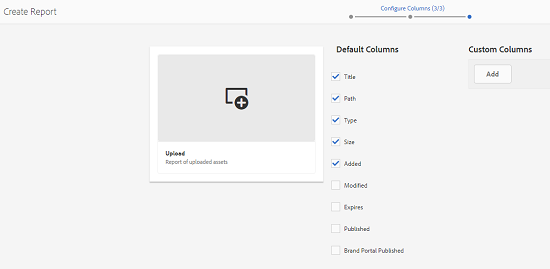 Create Report
Configure Columns (3/3)
Upload
Report of uploaded assets
Default Columns
Title
Path
Type
Size
Added
Modified
Expires
Published
Brand Portal Published
Custom Columns
Add